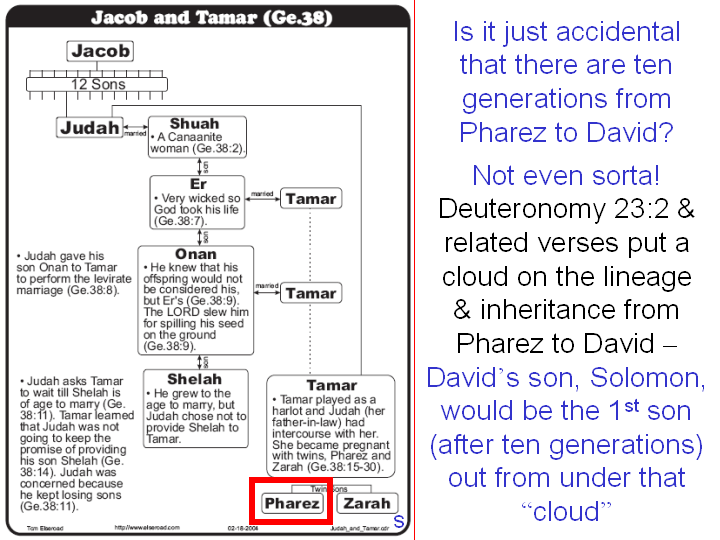 Jacob and Tamar (Ge.38)
Jacob
12 Sons
Judah
married
Shuah
• A Canaanite
woman (Ge.38:2).
son
Er
• Very wicked so
God took his life
(Ge.38:7).
married
Tamar
son
• Judah gave his
son Onan to Tamar
to perform the levirate
marriage (Ge.38:8).
Onan
• He knew that his
offspring would not
be considered his,
but Er's (Ge.38:9).
The LORD slew him
for spilling his seed
on the ground
(Ge.38:9).
married
Tamar
son
• Judah asks Tamar
to wait till Shelah is
of age to marry (Ge.
38:11). Tamar learned
that Judah was not
going to keep the
promise of providing
his son Shelah (Ge.
38:14). Judah was
concerned because
he kept losing sons
(Ge.38:11).
Shelah
• He grew to the
age to marry, but
Judah chose not to
provide Shelah to
Tamar.
Tamar
• Tamar played as a
harlot and Judah (her
father-in-law) had
intercourse with her.
She became pregnant
with twins, Pharez and
Zarah (Ge.38:15-30).
Twin sons
Pharez
Zarah
Tom Elseroad
http://www.elseroad.com
02-18-2004
Judah_and_Tamar.cdr
S
Is it just accidental
that there are ten
generations from
Pharez to David?
Not even sorta!
Deuteronomy 23:2 &
related verses put a
cloud on the lineage
& inheritance from
Pharez to David –
David’s son, Solomon,
would be the 1st son
(after ten generations)
out from under that
“cloud”